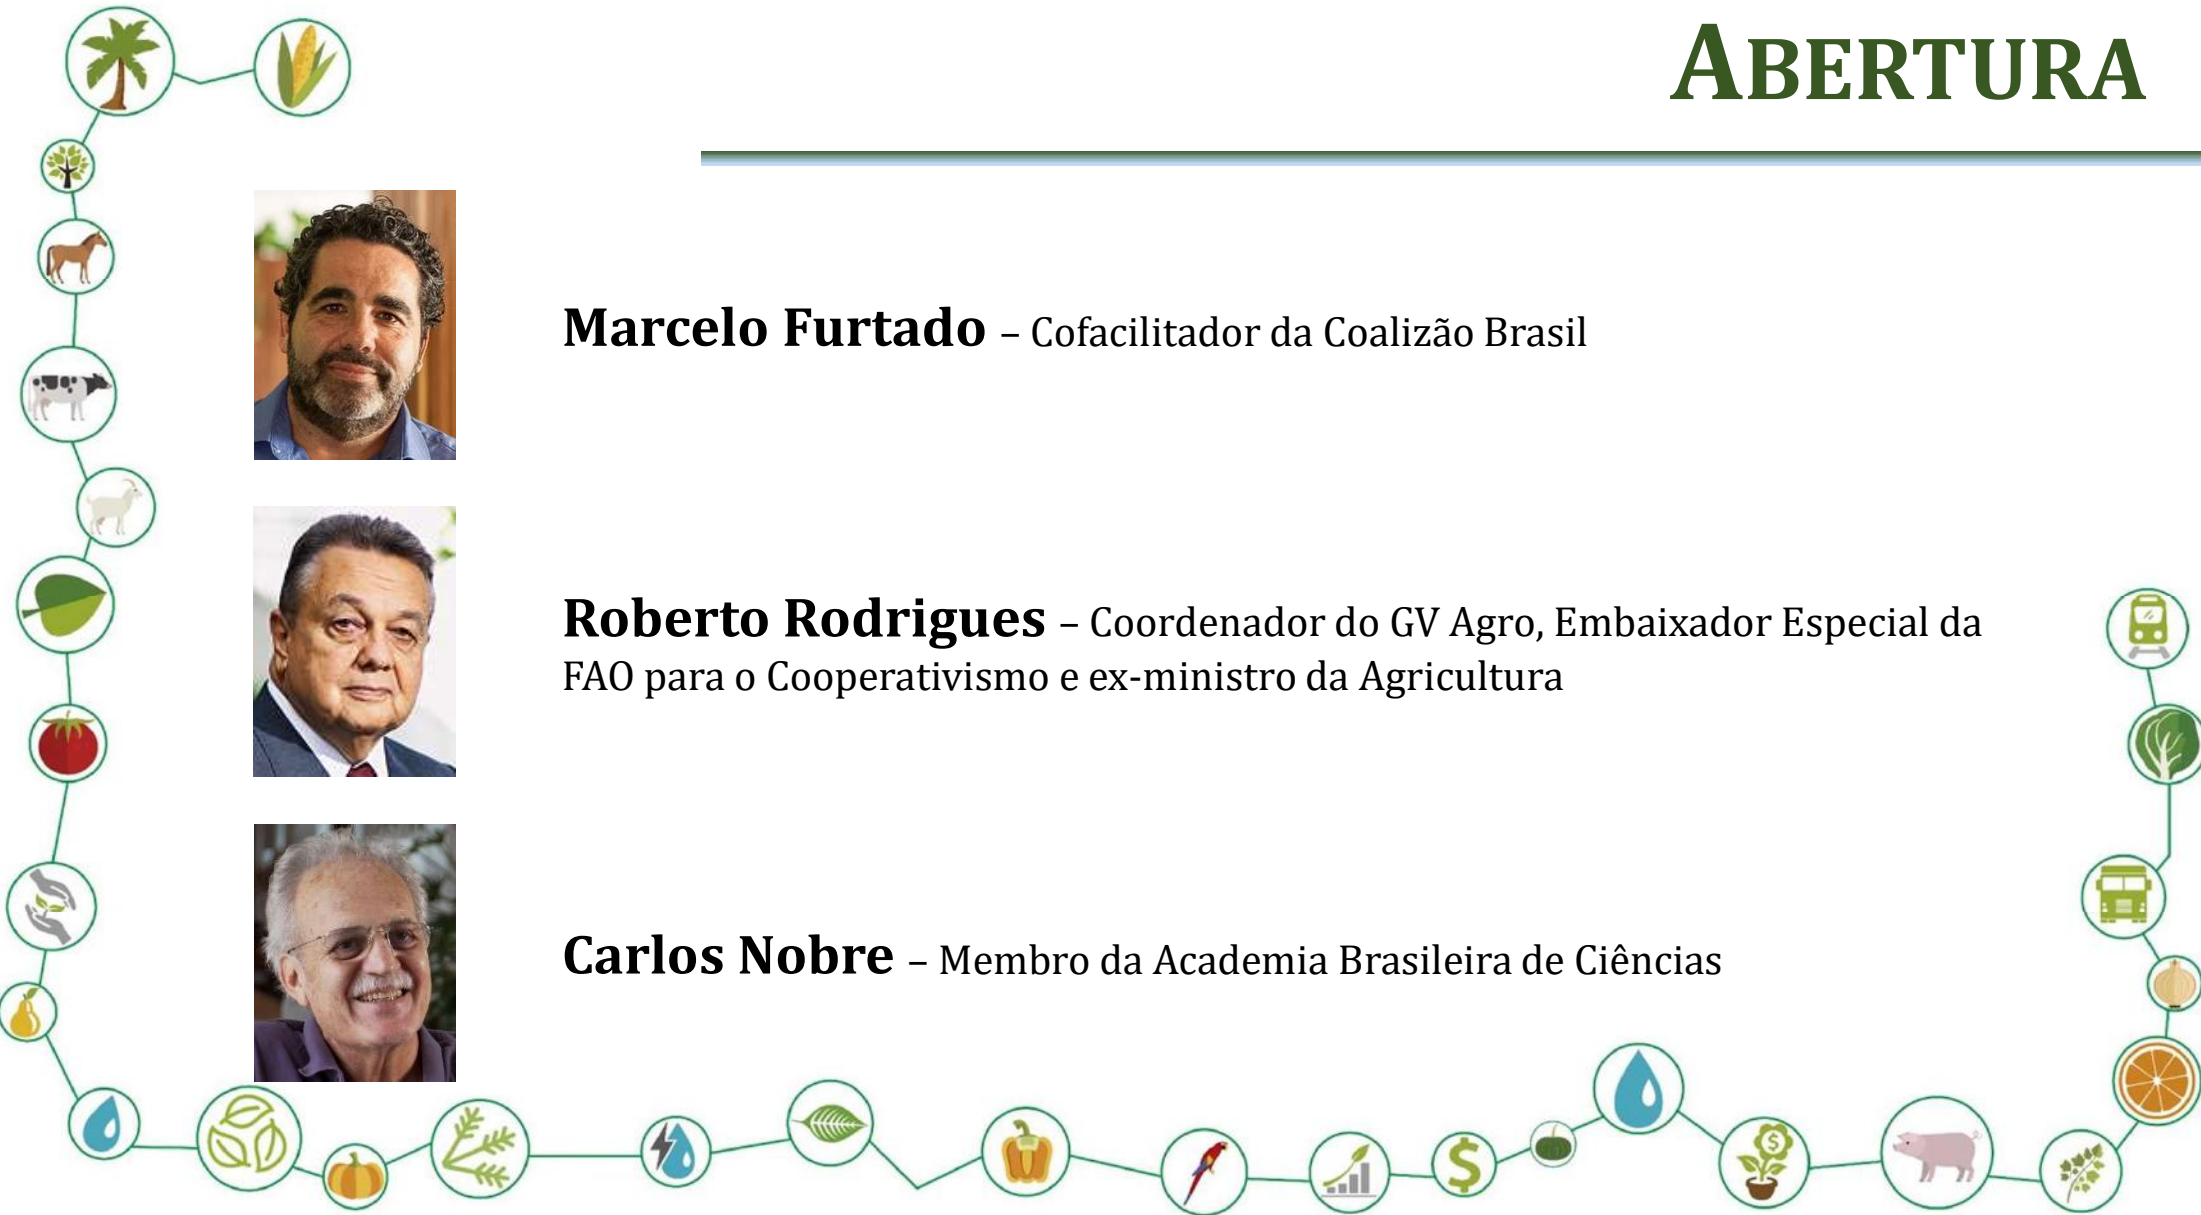 ABERTURA
Marcelo Furtado – Cofacilitador da Coalizão Brasil
Roberto Rodrigues – Coordenador do GV Agro, Embaixador Especial da
FAO para o Cooperativismo e ex-ministro da Agricultura
Carlos Nobre – Membro da Academia Brasileira de Ciências
$
$